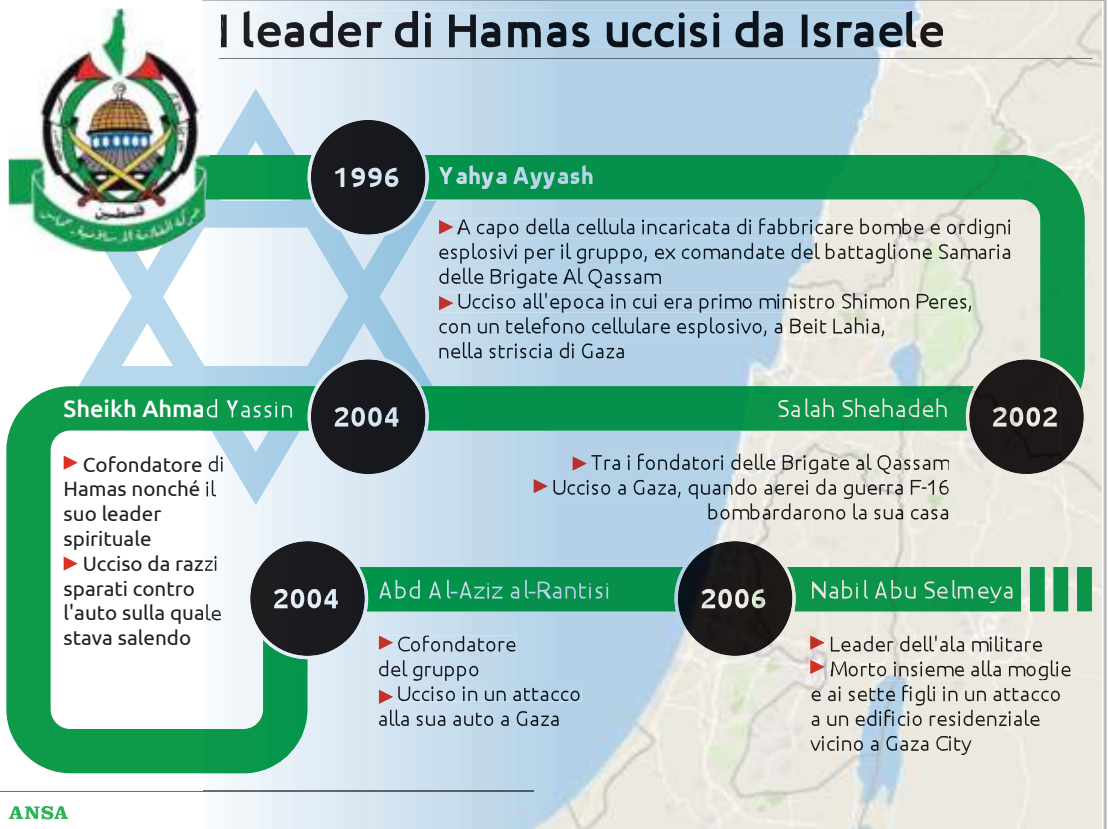 I leader di Hamas uccisi da Israele
1996
Yahya Ayyash
A capo della cellula incaricata di fabbricare bombe e ordigni
esplosivi per il gruppo, ex comandate del battaglione Samaria
delle Brigate Al Qassam
Ucciso all'epoca in cui era primo ministro Shimon Peres,
con un telefono cellulare esplosivo, a Beit Lahia,
nella striscia di Gaza
2002
Salah Shehadeh
Tra i fondatori delle Brigate al Qassam
Ucciso a Gaza, quando aerei da guerra F-16
bombardarono la sua casa
2004
Sheikh Ahmad Yassin
Cofondatore di
Hamas nonché il
suo leader
spirituale
Ucciso da razzi
sparati contro
l'auto sulla quale
stava salendo
2004
Abd Al-Aziz al-Rantisi
Cofondatore
del gruppo
Ucciso in un attacco
alla sua auto a Gaza
2006
Nabil Abu Selmeya
Leader dell'ala militare
Morto insieme alla moglie
e ai sette figli in un attacco
a un edificio residenziale
vicino a Gaza City
ANSA
فلسطين